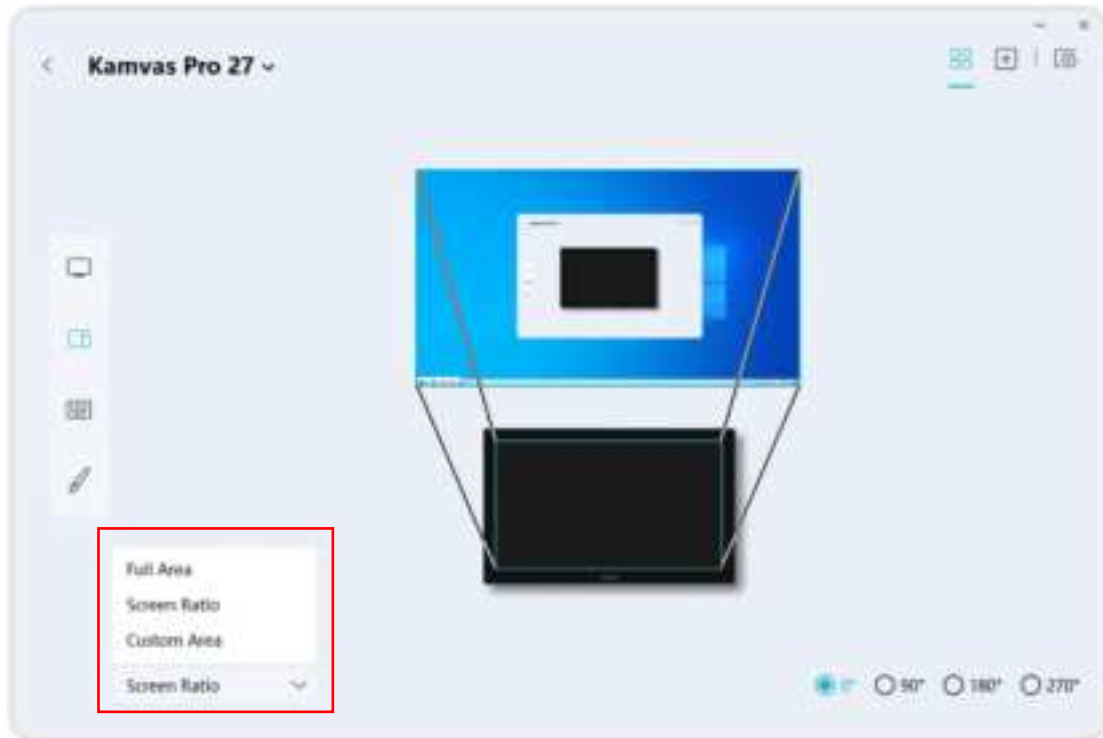 Kamvas Pro 27
Full Area
Screen Ratio
Custom Area
Screen Ratio
0° 90° 180° 270°